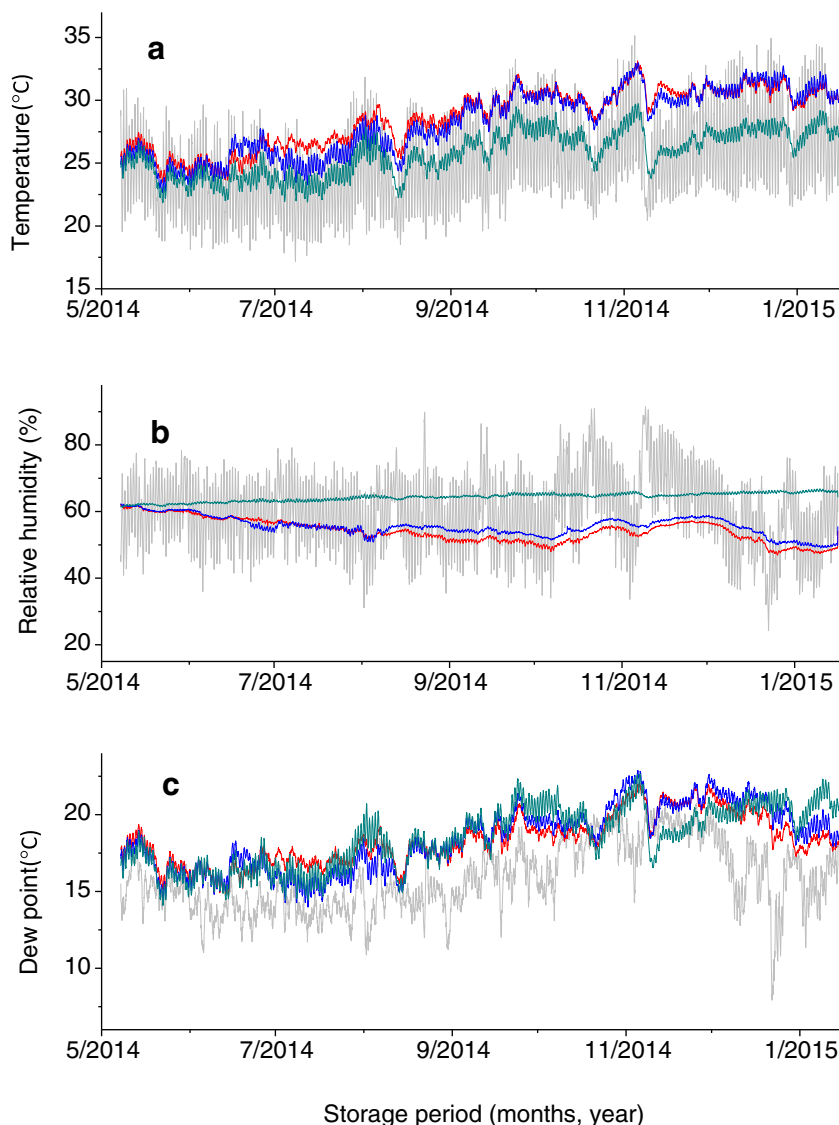 a
Temperature (°C)
35
30
25
20
15
5/2014 7/2014 9/2014 11/2014 1/2015
b
Relative humidity (%)
80
60
40
20
5/2014 7/2014 9/2014 11/2014 1/2015
c
Dew point(°C)
20
15
10
5/2014 7/2014 9/2014 11/2014 1/2015
Storage period (months, year)